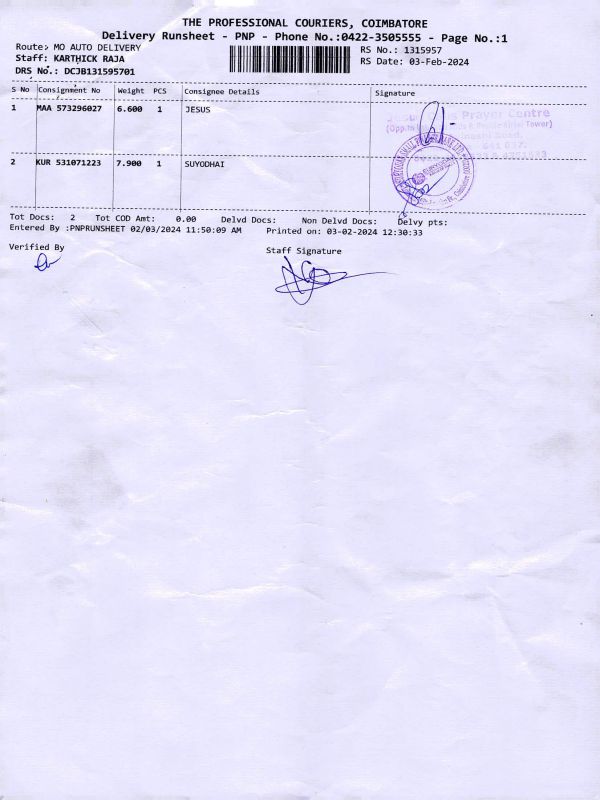 THE PROFESSIONAL COURIERS, COIMBATORE
Delivery Runsheet - PNP - Phone No.:0422-3505555 - Page No.:1
Route: MO AUTO DELIVERY
RS No.: 1315957
Staff: KARTHICK RAJA
RS Date: 03-Feb-2024
DRS No.: DCJB131595701
S No Consignment No Weight PCS Consignee Details Signature
1 MAA 573296027 6.600 1 JESUS
Prayer Centre
Tower)
641 037.
2 KUR 531071223 7.900 1 SUYODHAI
Tot Docs: 2 Tot COD Amt: 0.00 Delvd Docs: Non Delvd Docs: Delvy pts:
Entered By :PNPRUNSHEET 02/03/2024 11:50:09 AM Printed on: 03-02-2024 12:30:33
Verified By
Staff Signature